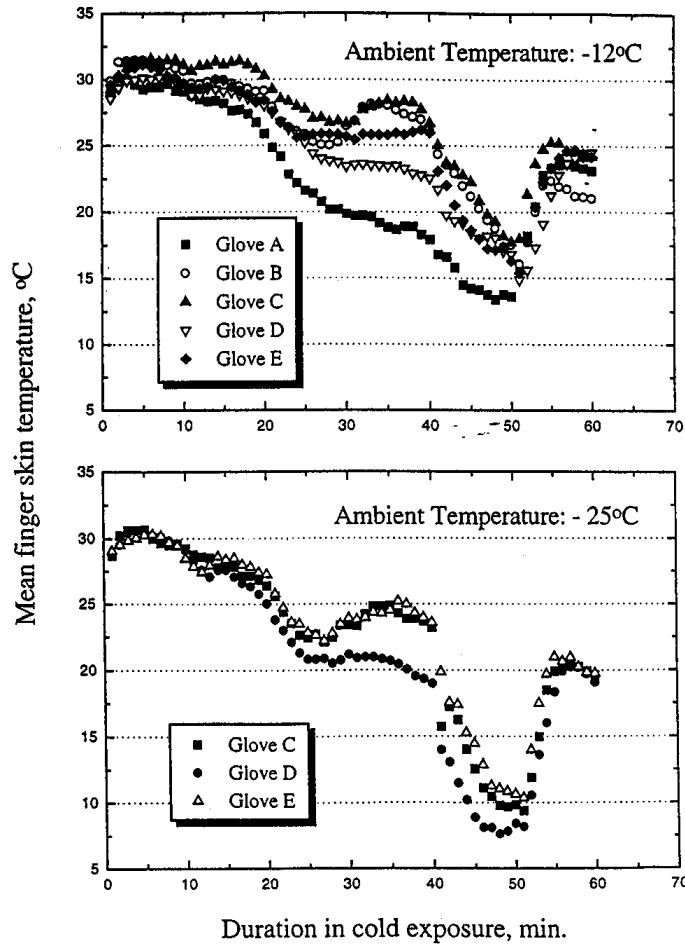 Ambient Temperature: -12ºC
35
30
25
20
15
10
5
Glove A
Glove B
Glove C
Glove D
Glove E
0 10 20 30 40 50 60 70
Mean finger skin temperature, ºC
Ambient Temperature: - 25ºC
35
30
25
20
15
10
5
Glove C
Glove D
Glove E
0 10 20 30 40 50 60 70
Duration in cold exposure, min.